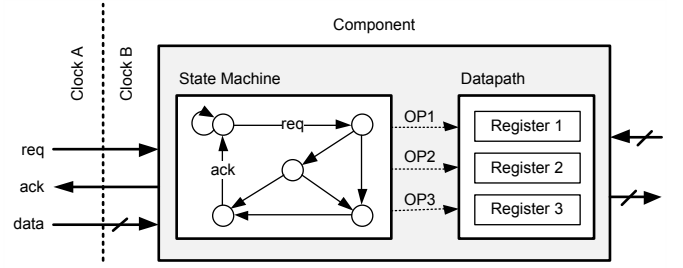 Component
Clock A
Clock B
State Machine
Datapath
req
ack
data
req
ack
OP1
OP2
OP3
Register 1
Register 2
Register 3